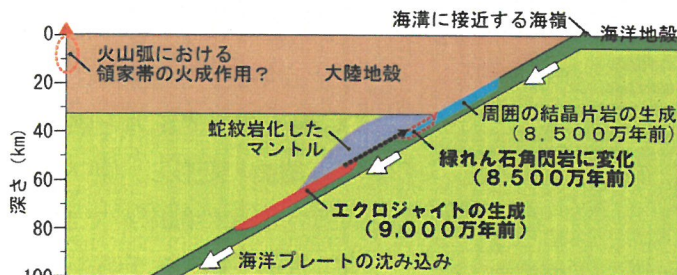 海溝に接近する海嶺
海洋地殻
0
20
40
60
80
100
深さ (km)
火山弧における
領家帯の火成作用?
大陸地殻
周囲の結晶片岩の生成
(8,500万年前)
蛇紋岩化した
マントル
緑れん石角閃岩に変化
(8,500万年前)
エクロジャイトの生成
(9,000万年前)
海洋プレートの沈み込み